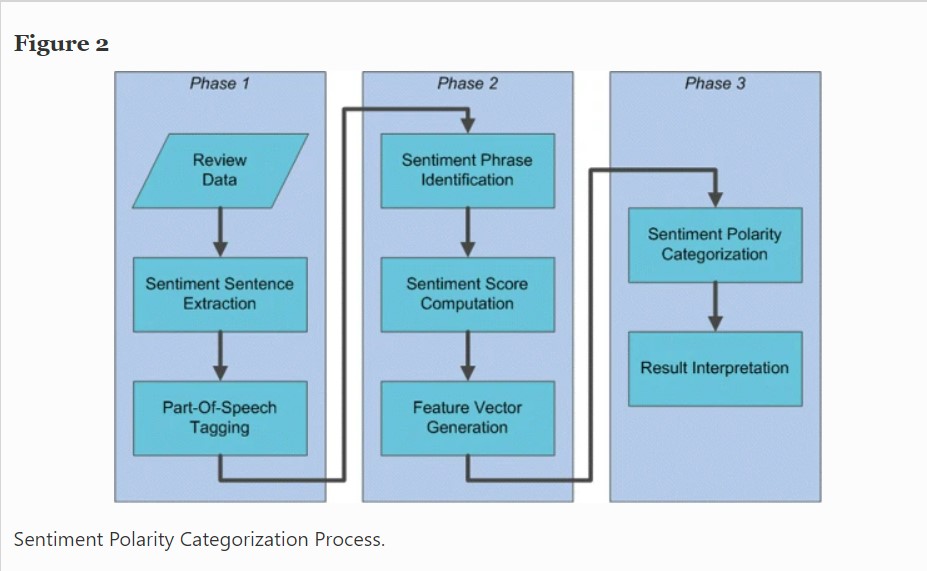 Figure 2
Phase 1
Review
Data
Sentiment Sentence
Extraction
Part-Of-Speech
Tagging
Phase 2
Sentiment Phrase
Identification
Sentiment Score
Computation
Feature Vector
Generation
Phase 3
Sentiment Polarity
Categorization
Result Interpretation
Sentiment Polarity Categorization Process.